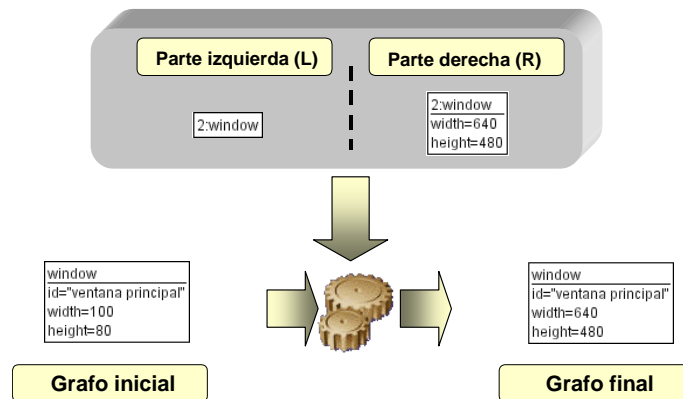 Parte izquierda (L)
Parte derecha (R)
2:window
2:window
width=640
height=480
window
id="ventana principal"
width=100
height=80
window
id="ventana principal"
width=640
height=480
Grafo inicial
Grafo final